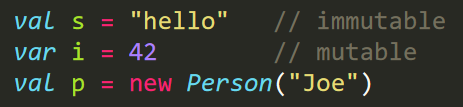 val s = "hello"   // immutable
var i = 42        // mutable
val p = new Person("Joe")